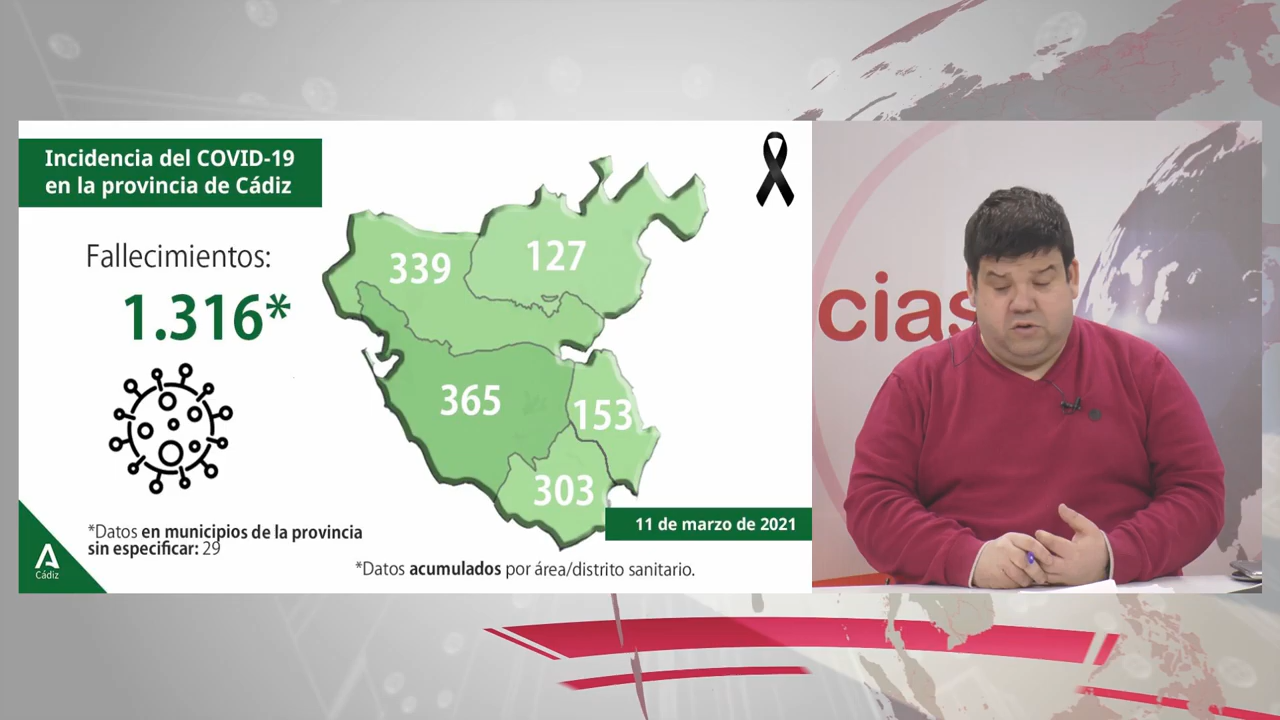 Incidencia del COVID-19
en la provincia de Cádiz
Fallecimientos:
1.316*
339
127
365
153
303
*Datos en municipios de la provincia
sin especificar: 29
11 de marzo de 2021
*Datos acumulados por área/distrito sanitario.
Cádiz
cias